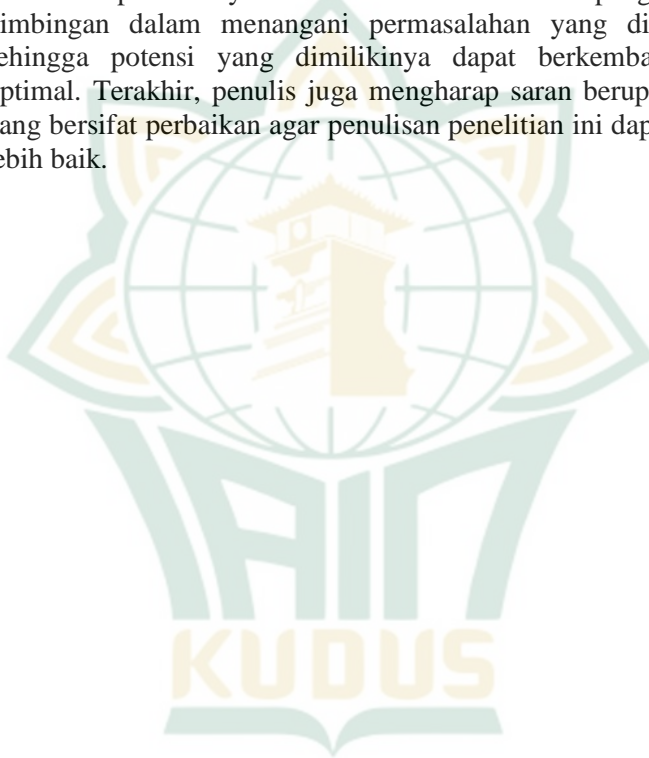 imbingan dalam menangani permasalahan yang di
ehingga potensi yang dimilikinya dapat berkemba
ptimal. Terakhir, penulis juga mengharap saran berup
ang bersifat perbaikan agar penulisan penelitian ini dap
ebih baik.
IAIN
KUDUS